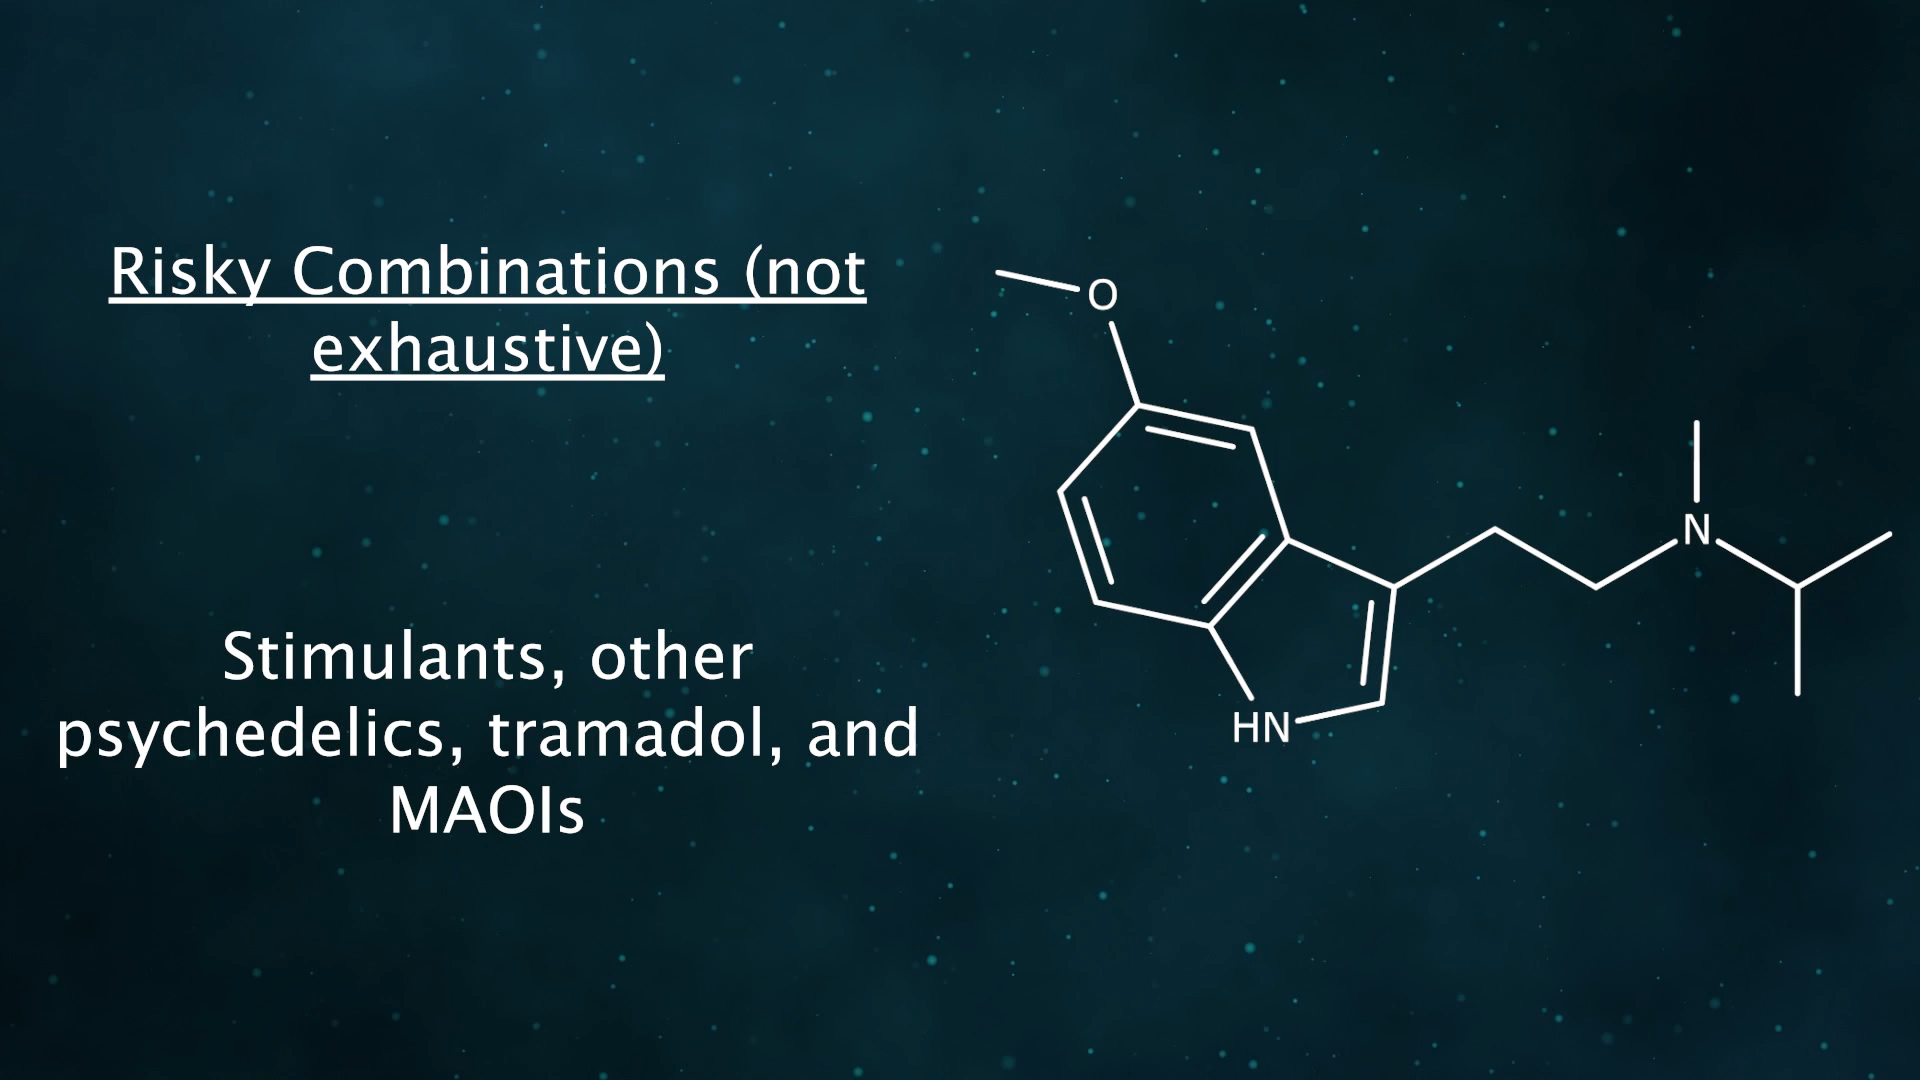 Risky Combinations (not
exhaustive)
Stimulants, other
psychedelics, tramadol, and
MAOIs
O
N
HN